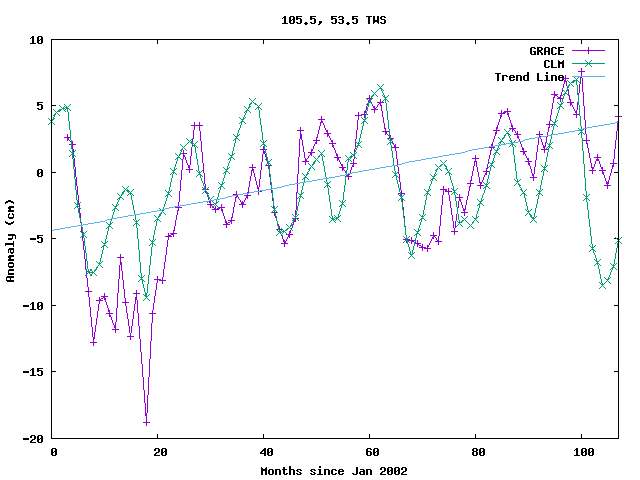 105.5, 53.5 TWS
GRACE
CLM
Trend Line
10
5
0
-5
-10
-15
-20
Anomaly (cm)
0 20 40 60 80 100
Months since Jan 2002